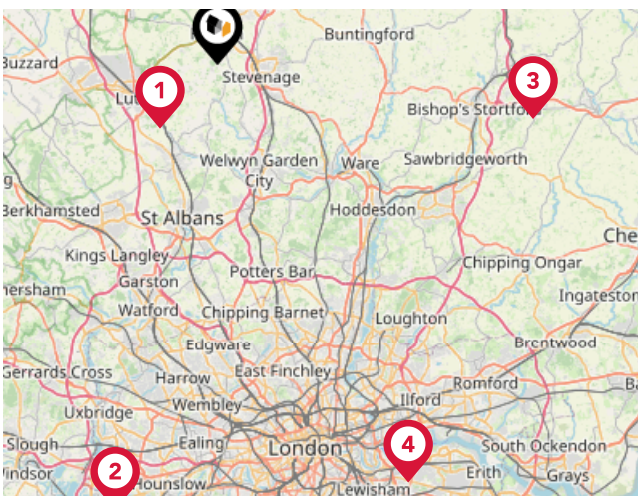 Buntingford
Stevenage
1
3
Bishop's Stortfor
Welwyn Garden
City
Ware
Sawbridgeworth
Berkhamsted
St Albans
Hoddesdon
Kings Langley
Potters Bar
Chipping Ongar
Garston
Watford
Chipping Barnet
Loughton
Edgware
Brentwood
Gerrards Cross
Harrow
East Finchley
Romford
Wembley
Ilford
Uxbridge
Slough
Ealing
London
4
South Ockendon
2
Hounslow
Lewisham
Erith
Grays